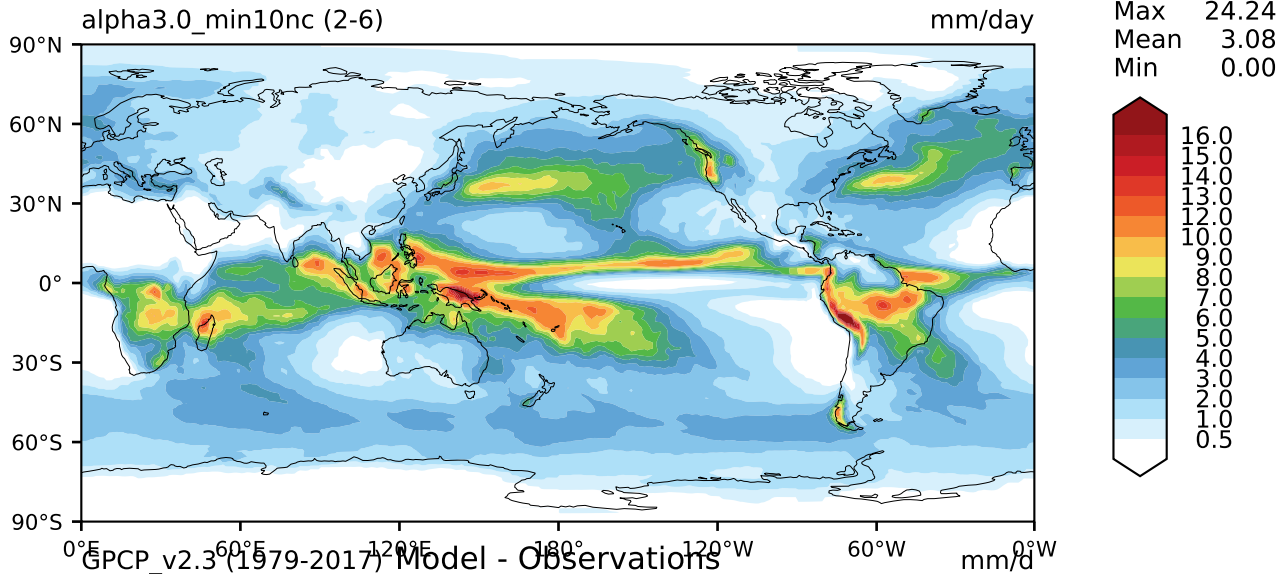 alpha3.0_min10nc (2-6) mm/day
Max 24.24
Mean 3.08
Min 0.00
90°N
60°N
30°N
0°
30°S
60°S
90°S
16.0
15.0
14.0
13.0
12.0
10.0
9.0
8.0
7.0
6.0
5.0
4.0
3.0
2.0
1.0
0.5
0°E 60°E 120°E 180° 120°W 60°W 0°W
GPCP_v2.3 (1979-2017) Model - Observations mm/d